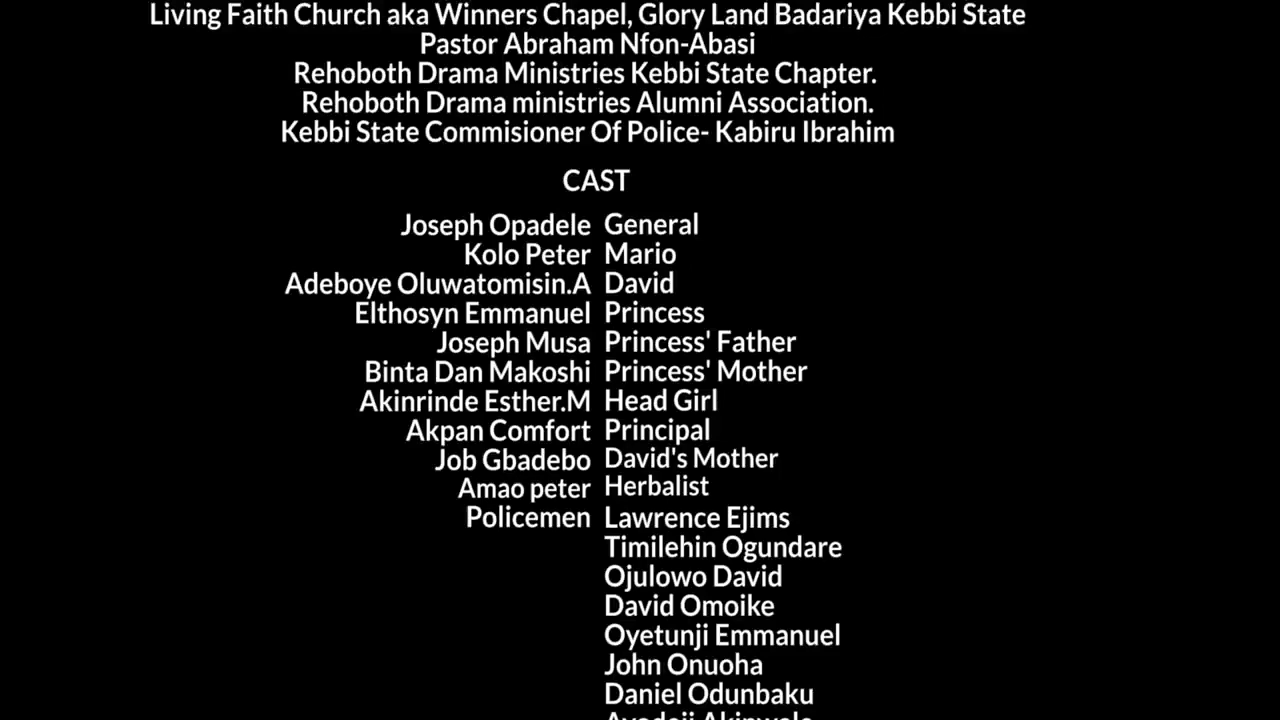 Living Faith Church aka Winners Chapel, Glory Land Badariya Kebbi State
Pastor Abraham Nfon-Abasi
Rehoboth Drama Ministries Kebbi State Chapter.
Rehoboth Drama ministries Alumni Association.
Kebbi State Commisioner Of Police- Kabiru Ibrahim
CAST
Joseph Opadele General
Kolo Peter Mario
Adeboye Oluwatomisin.A David
Elthosyn Emmanuel Princess
Joseph Musa Princess' Father
Binta Dan Makoshi Princess' Mother
Akinrinde Esther.M Head Girl
Akpan Comfort Principal
Job Gbadebo David's Mother
Amao peter Herbalist
Policemen Lawrence Ejims
Timilehin Ogundare
Ojulowo David
David Omoike
Oyetunji Emmanuel
John Onuoha
Daniel Odunbaku